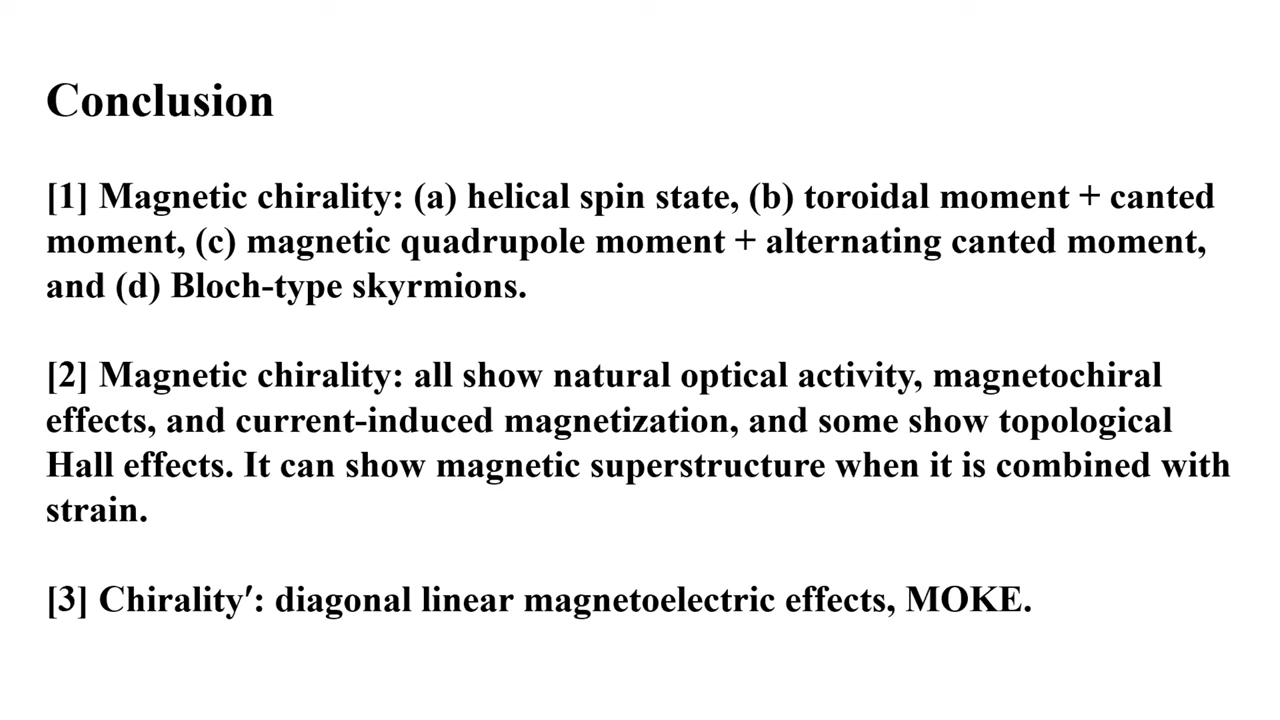 Conclusion
[1] Magnetic chirality: (a) helical spin state, (b) toroidal moment + canted
moment, (c) magnetic quadrupole moment + alternating canted moment,
and (d) Bloch-type skyrmions.
[2] Magnetic chirality: all show natural optical activity, magnetochiral
effects, and current-induced magnetization, and some show topological
Hall effects. It can show magnetic superstructure when it is combined with
strain.
[3] Chirality′: diagonal linear magnetoelectric effects, MOKE.